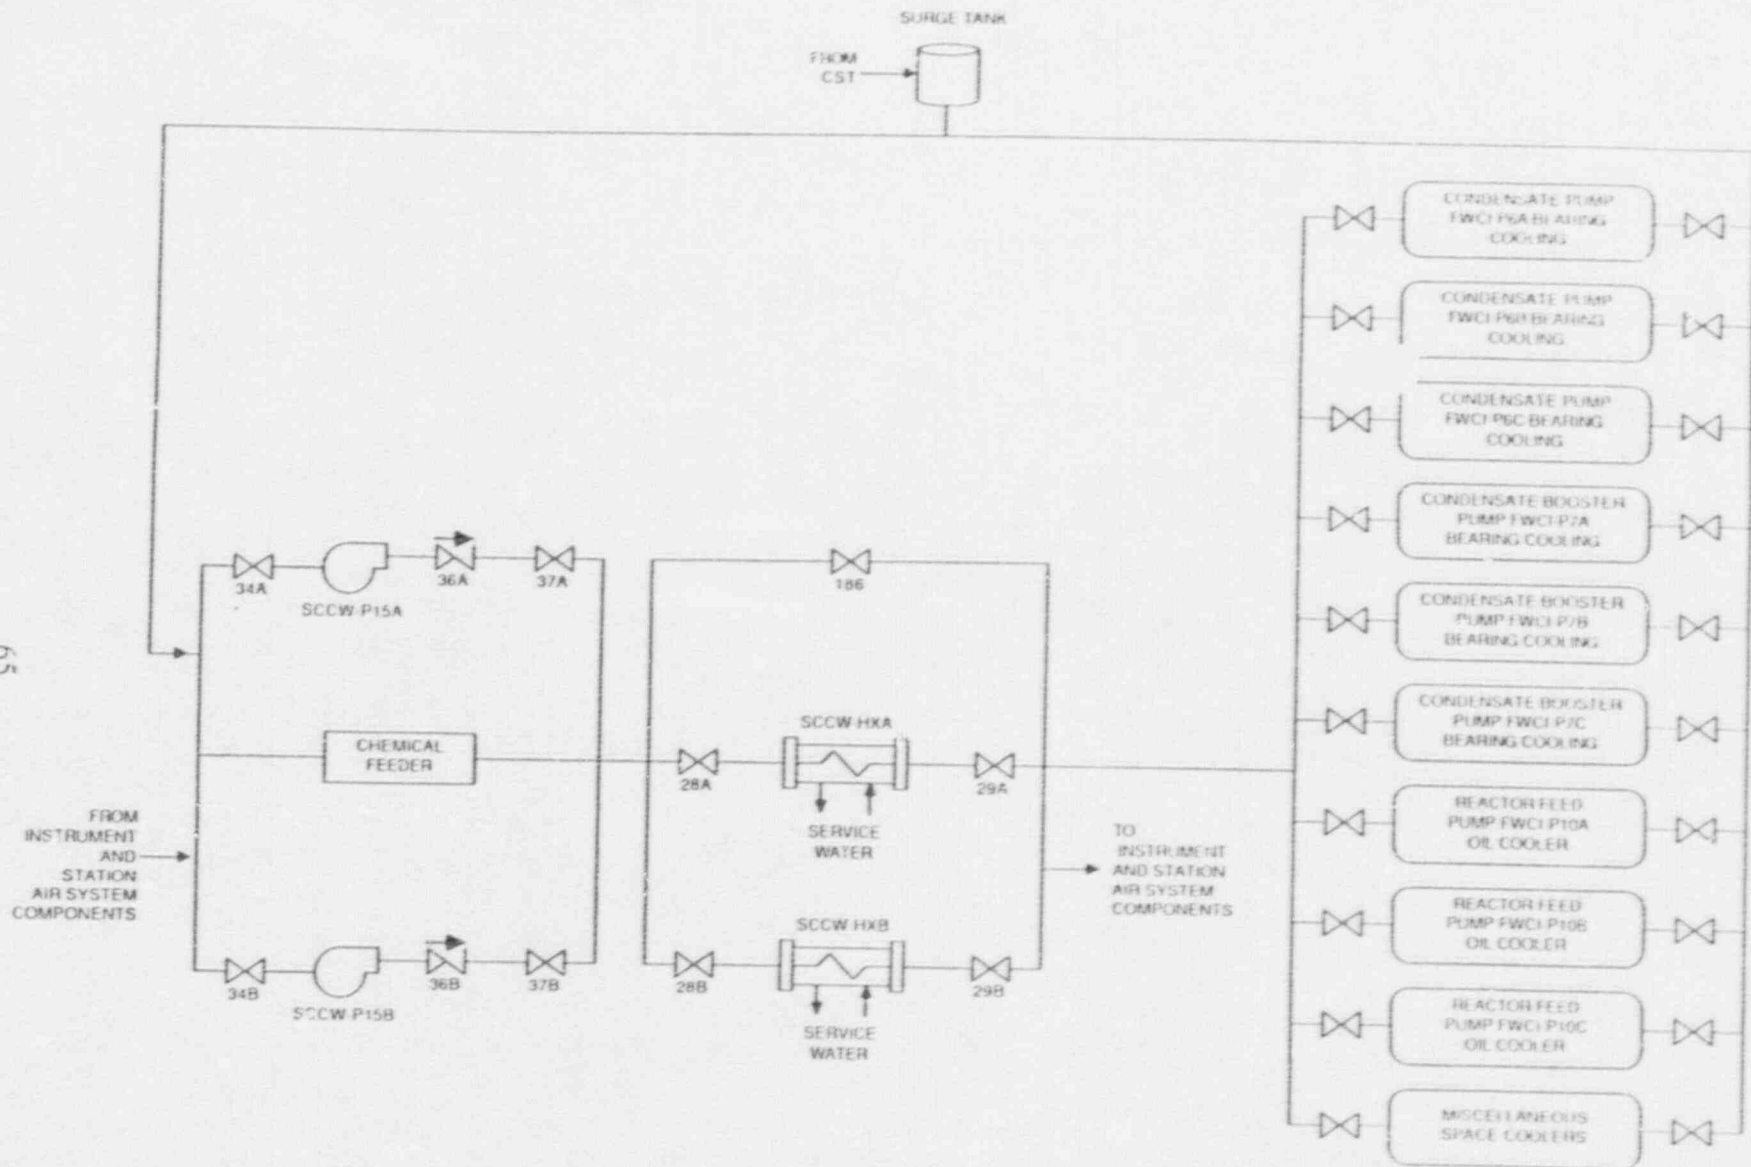 SURGE TANK
FROM
CST
CONDENSATE PUMP
FWCI-P6A BEARING
COOLING
CONDENSATE PUMP
FWCI-P6B BEARING
COOLING
CONDENSATE PUMP
FWCI-P6C BEARING
COOLING
CONDENSATE BOOSTER
PUMP FWCI-P7A
BEARING COOLING
CONDENSATE BOOSTER
PUMP FWCI-P7B
BEARING COOLING
CONDENSATE BOOSTER
PUMP FWCI-P7C
BEARING COOLING
REACTOR FEED
PUMP FWCI-P10A
OIL COOLER
REACTOR FEED
PUMP FWCI-P10B
OIL COOLER
REACTOR FEED
PUMP FWCI-P10C
OIL COOLER
MISCELLANEOUS
SPACE COOLERS
34A
36A
37A
SCCW-P15A
186
65
CHEMICAL
FEEDER
SCCW-HXA
28A
29A
SERVICE
WATER
FROM
INSTRUMENT
AND
STATION
AIR SYSTEM
COMPONENTS
TO
INSTRUMENT
AND STATION
AIR SYSTEM
COMPONENTS
34B
36B
37B
SCCW-P15B
SCCW-HXB
28B
29B
SERVICE
WATER